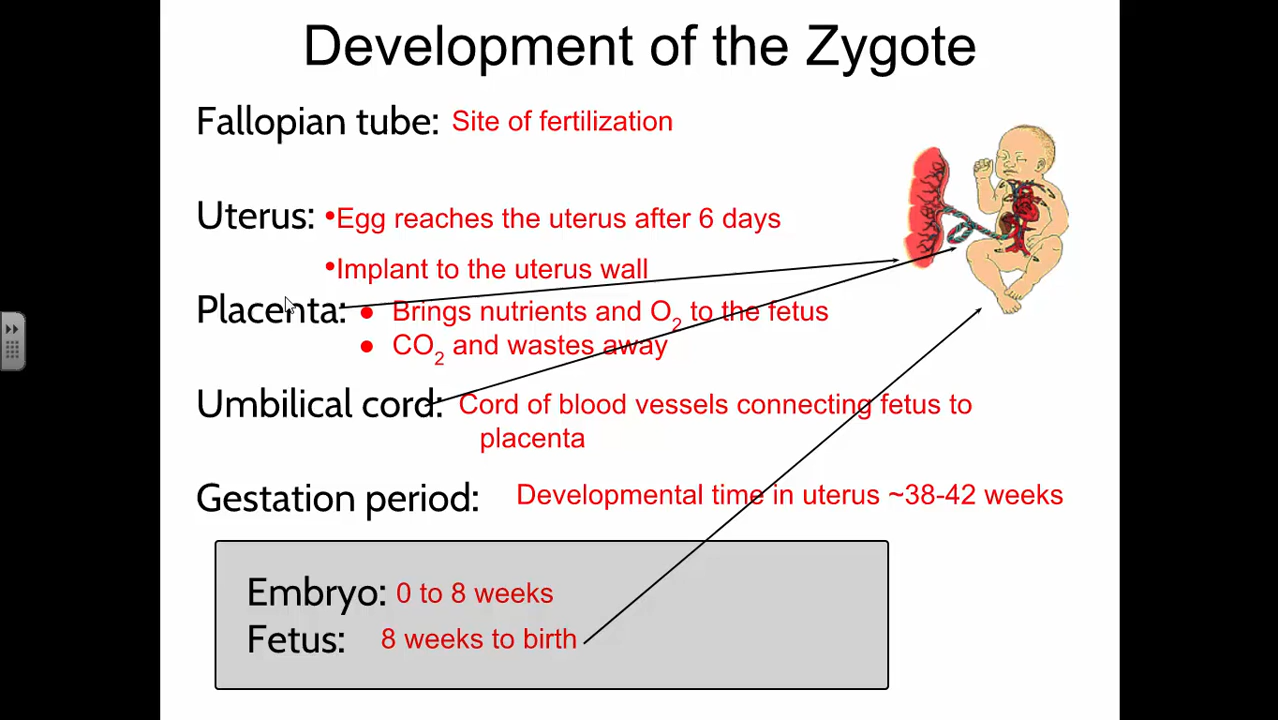 Development of the Zygote
Fallopian tube: Site of fertilization
Uterus: •Egg reaches the uterus after 6 days
•Implant to the uterus wall
Placenta: ● Brings nutrients and O₂ to the fetus
● CO₂ and wastes away
Umbilical cord: Cord of blood vessels connecting fetus to
placenta
Gestation period: Developmental time in uterus ~38-42 weeks
Embryo: 0 to 8 weeks
Fetus: 8 weeks to birth